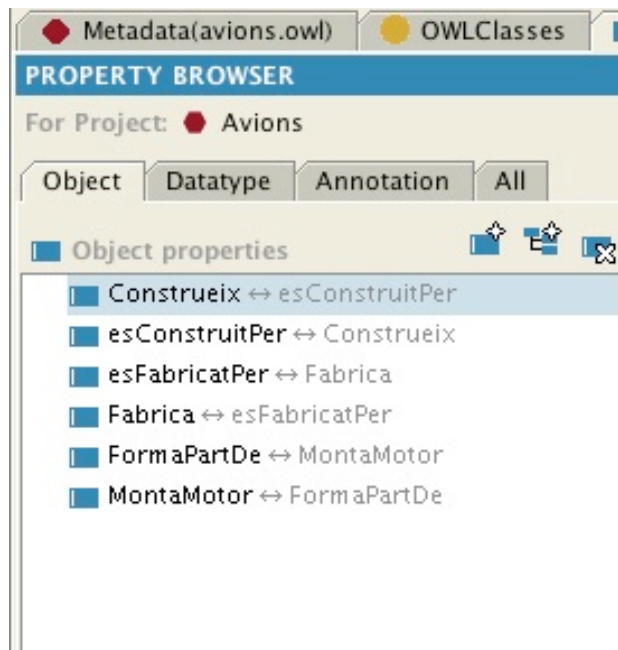 Metadata(avions.owl) OWLClasses
PROPERTY BROWSER
For Project: Avions
Object Datatype Annotation All
Object properties
Construeix ↔ esConstruitPer
esConstruitPer ↔ Construeix
esFabricatPer ↔ Fabrica
Fabrica ↔ esFabricatPer
FormaPartDe ↔ MontaMotor
MontaMotor ↔ FormaPartDe